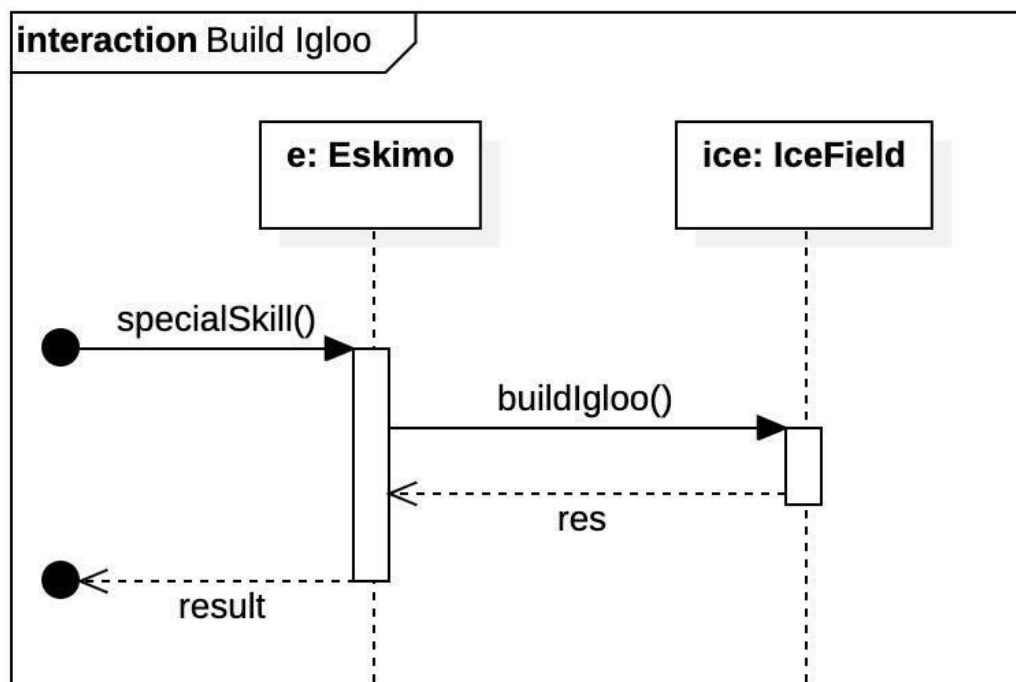 interaction Build Igloo
e: Eskimo
ice: IceField
specialSkill()
buildIgloo()
res
result